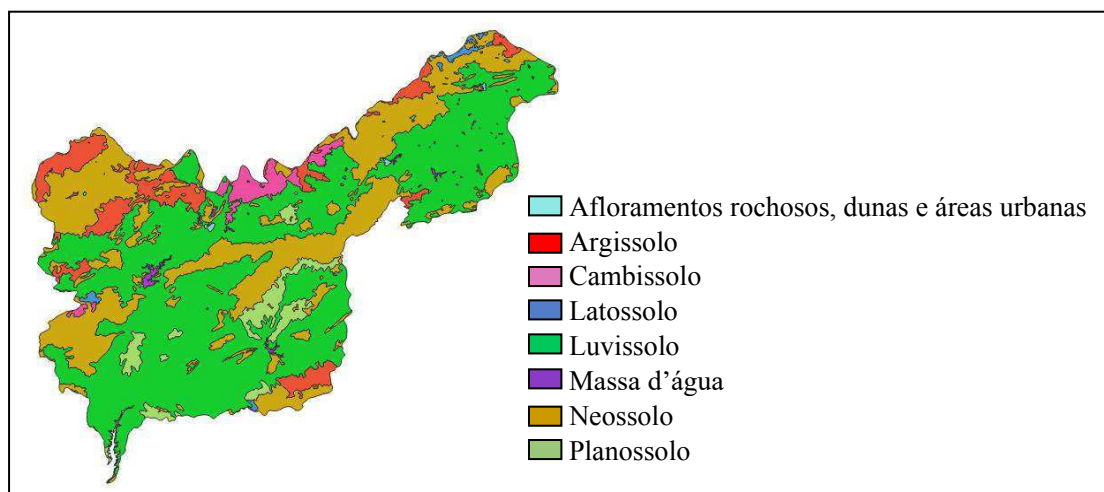 Afloramentos rochosos, dunas e áreas urbanas
Argissolo
Cambissolo
Latossolo
Luvissolo
Massa d’água
Neossolo
Planossolo